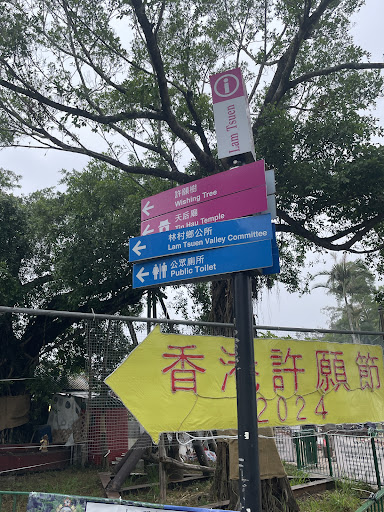 i
Lam Tsuen
許願樹
Wishing Tree
天后廟
Tin Hau Temple
林村鄉公所
Lam Tsuen Valley Committee
公眾廁所
Public Toilet
香港許願節
2024